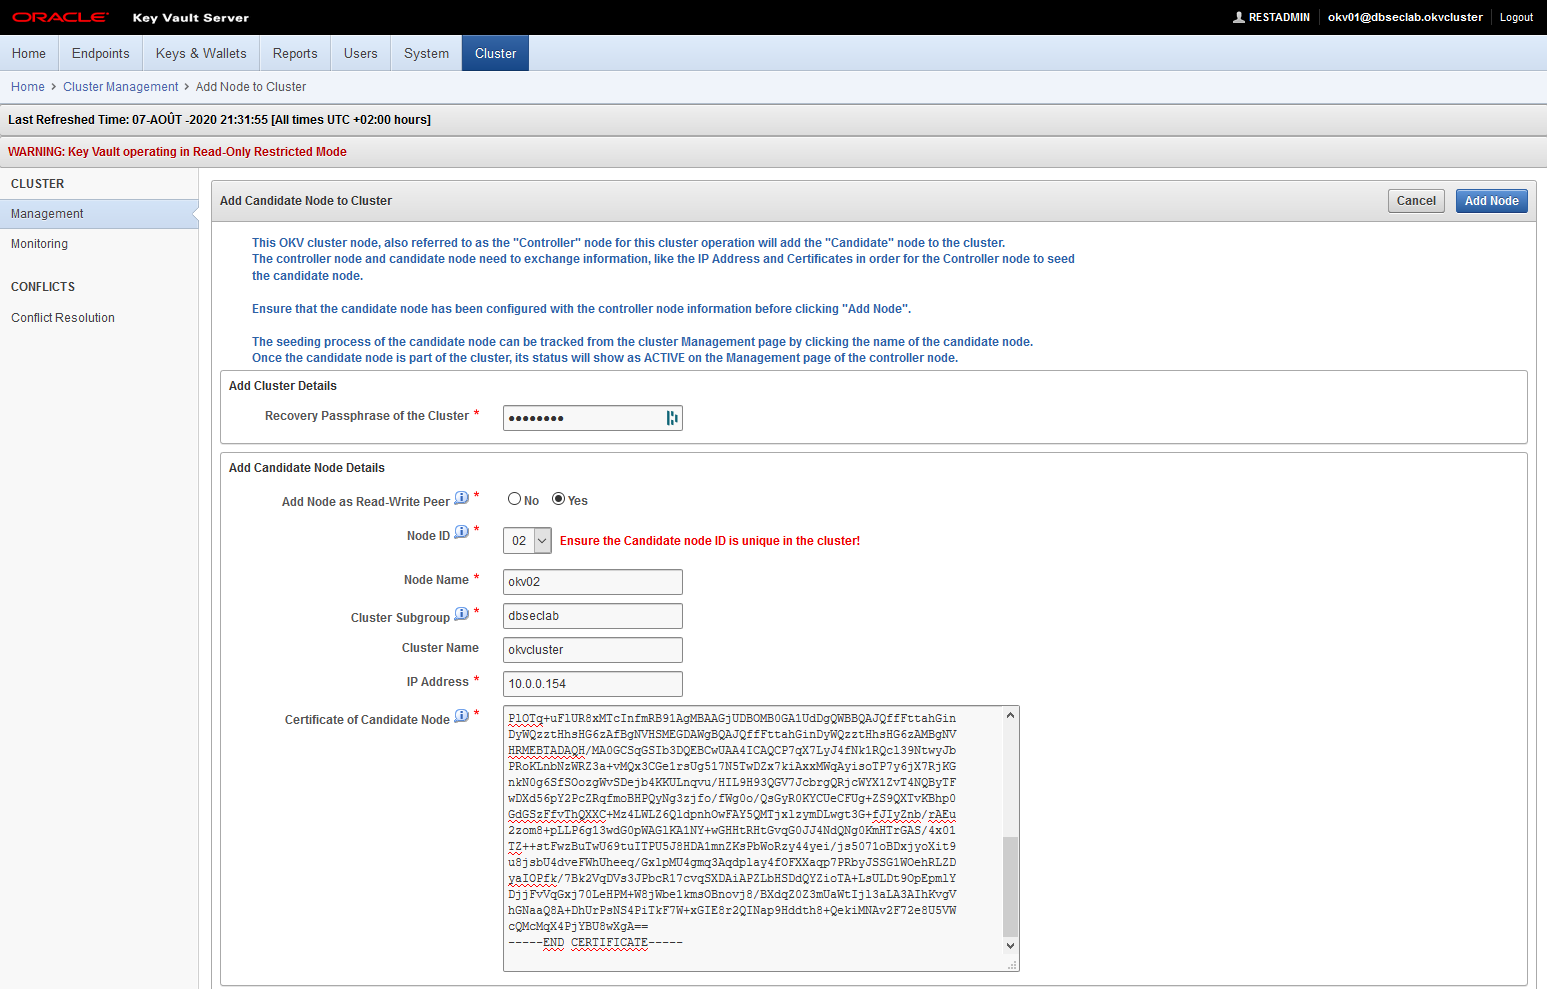 ORACLE Key Vault Server RESTADMIN okv01@dbseclab.okvcluster Logout
Home Endpoints Keys & Wallets Reports Users System Cluster
Home > Cluster Management > Add Node to Cluster
Last Refreshed Time: 07-AOÛT -2020 21:31:55 [All times UTC +02:00 hours]
WARNING: Key Vault operating in Read-Only Restricted Mode
CLUSTER
Management
Monitoring
CONFLICTS
Conflict Resolution
Add Candidate Node to Cluster Cancel Add Node
This OKV cluster node, also referred to as the "Controller" node for this cluster operation will add the "Candidate" node to the cluster.
The controller node and candidate node need to exchange information, like the IP Address and Certificates in order for the Controller node to seed
the candidate node.
Ensure that the candidate node has been configured with the controller node information before clicking "Add Node".
The seeding process of the candidate node can be tracked from the cluster Management page by clicking the name of the candidate node.
Once the candidate node is part of the cluster, its status will show as ACTIVE on the Management page of the controller node.
Add Cluster Details
Recovery Passphrase of the Cluster * ••••••••
Add Candidate Node Details
Add Node as Read-Write Peer * No Yes
Node ID * 02 Ensure the Candidate node ID is unique in the cluster!
Node Name * okv02
Cluster Subgroup * dbseclab
Cluster Name okvcluster
IP Address * 10.0.0.154
Certificate of Candidate Node *
PlOTq+uFlUR8xMTcInfmRB91AgMBAAGjUDBOMB0GA1UdDgQWBBQAJQffFttahGin
DyWQzztHhsHG6zAfBgNVHSMEGDAWgBQAJQffFttahGinDyWQzztHhsHG6zAMBgNV
HRMEBTADAQH/MA0GCSqGSIb3DQEBCwUAA4ICAQCP7qX7LyJ4fNk1RQcl39NtwyJb
PRoKLnbNzWRZ3a+vMQx3CGe1rsUg517N5TwDZx7kiAxxMWqAyisoTP7y6jX7RjKG
nkN0g6SfSOozgWvSDejb4KKULnqvu/HIL9H93QGV7JcbrgQRjcWYX1ZvT4NQByTF
wDXd56pY2PcZRqfmoBHPQyNg3zjfo/fWg0o/QsGyR0KYCUeCFUg+ZS9QXTvKBhp0
GdGSzFfvThQXXC+Mz4LWLZ6QldpnhOwFAY5QMTjxlzymDLwgt3G+fJIyZnb/rAEu
2zom8+pLLP6g13wdG0pWAGlKA1NY+wGHHtRHtGvqG0JJ4NdQNg0KmHTrGAS/4x01
TZ++stFwzBuTwU69tuITPU5J8HDA1mnZKsPbWoRzy44yei/js5071oBDxjyoXit9
u8jsbU4dveFWhUheeq/GxlpMU4gmq3Aqdplay4fOFXXaqp7PRbyJSSG1WOehRLZD
yaIOPfk/7Bk2VqDVs3JPbcR17cvqSXDAiAPZLbHSDdQYZioTA+LsULDt9OpEpmlY
DjjFvVqGxj70LeHPM+W8jWbe1kmsOBnovj8/BXdqZ0Z3mUaWtIjl3aLA3AIhKvgV
hGNaaQ8A+DhUrPsNS4PiTkF7W+xGIE8r2QINap9Hddth8+QekiMNAv2F72e8U5VW
cQMcMqX4PjYBU8wXgA==
-----END CERTIFICATE-----